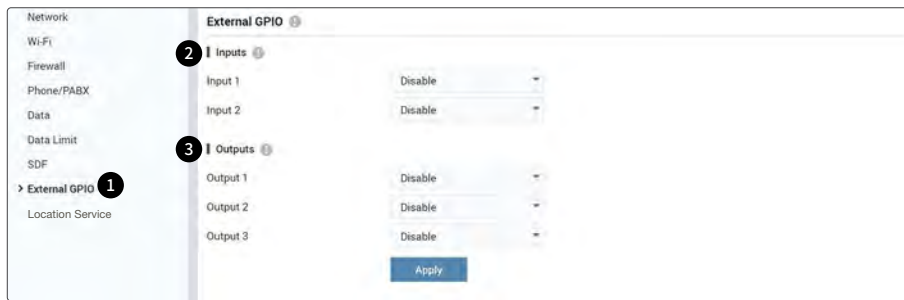 Network
Wi-Fi
Firewall
Phone/PABX
Data
Data Limit
SDF
> External GPIO 1
Location Service
External GPIO
2 Inputs
Input 1 Disable
Input 2 Disable
3 Outputs
Output 1 Disable
Output 2 Disable
Output 3 Disable
Apply